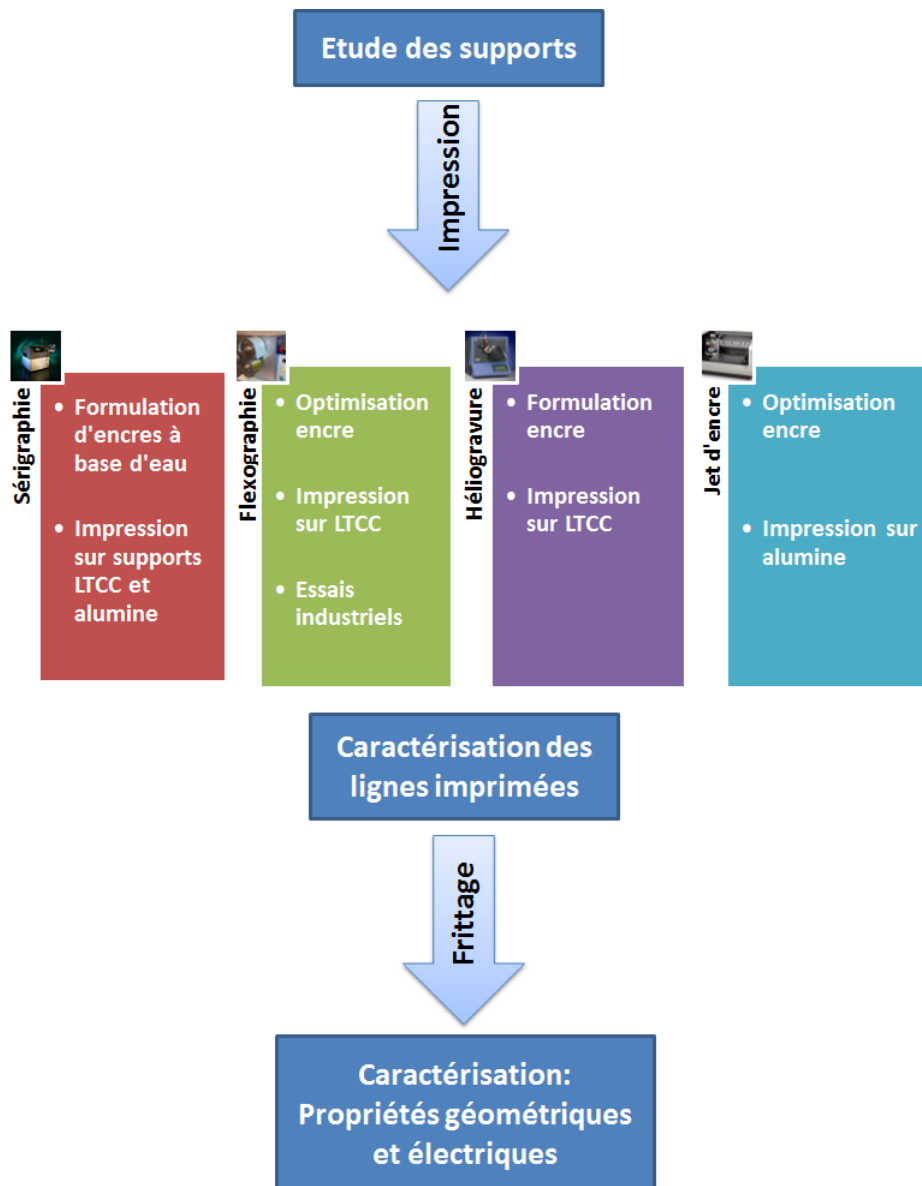 Etude des supports
Impression
Sérigraphie
• Formulation
d'encres à
base d'eau
• Impression
sur supports
LTCC et
alumine
Flexographie
• Optimisation
encre
• Impression
sur LTCC
• Essais
industriels
Héliogravure
• Formulation
encre
• Impression
sur LTCC
Jet d'encre
• Optimisation
encre
• Impression sur
alumine
Caractérisation des
lignes imprimées
Frittage
Caractérisation:
Propriétés géométriques
et électriques